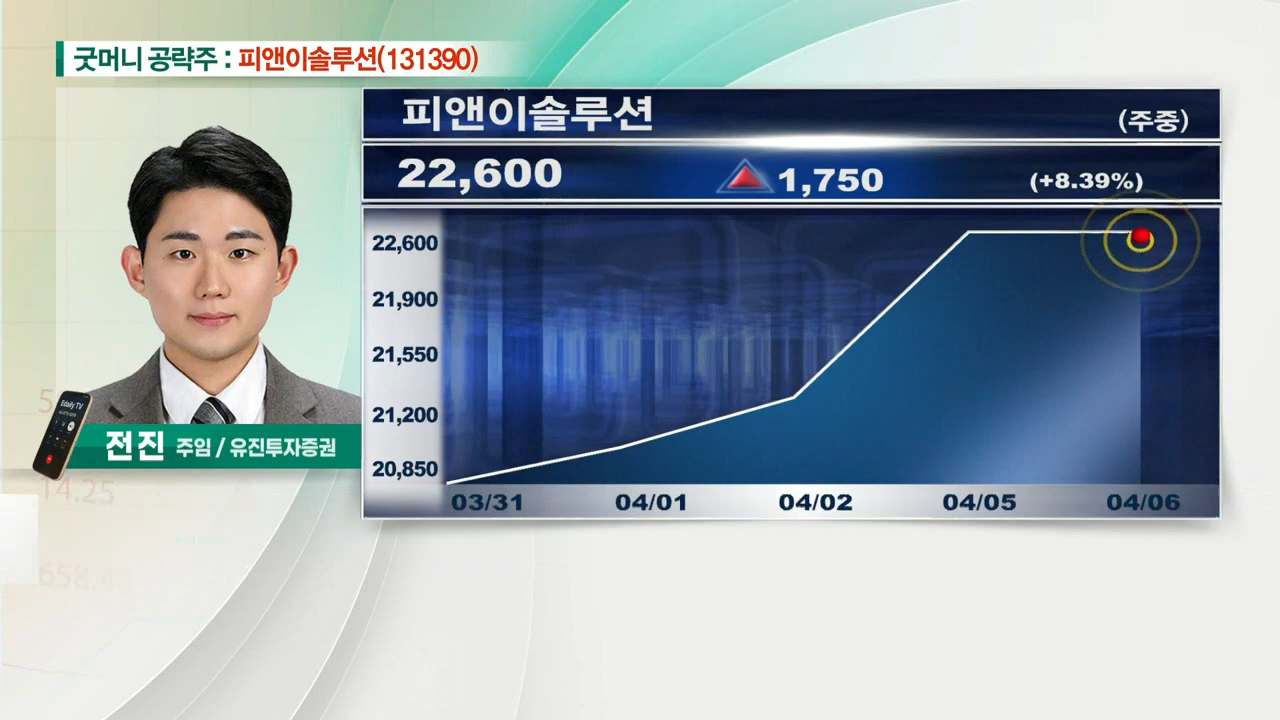 굿머니 공략주 : 피앤이솔루션(131390)
피앤이솔루션 (주중)
22,600 ▲ 1,750 (+8.39%)
22,600
21,900
21,550
21,200
20,850
03/31 04/01 04/02 04/05 04/06
Edaily TV
전진 주임 / 유진투자증권
14.25